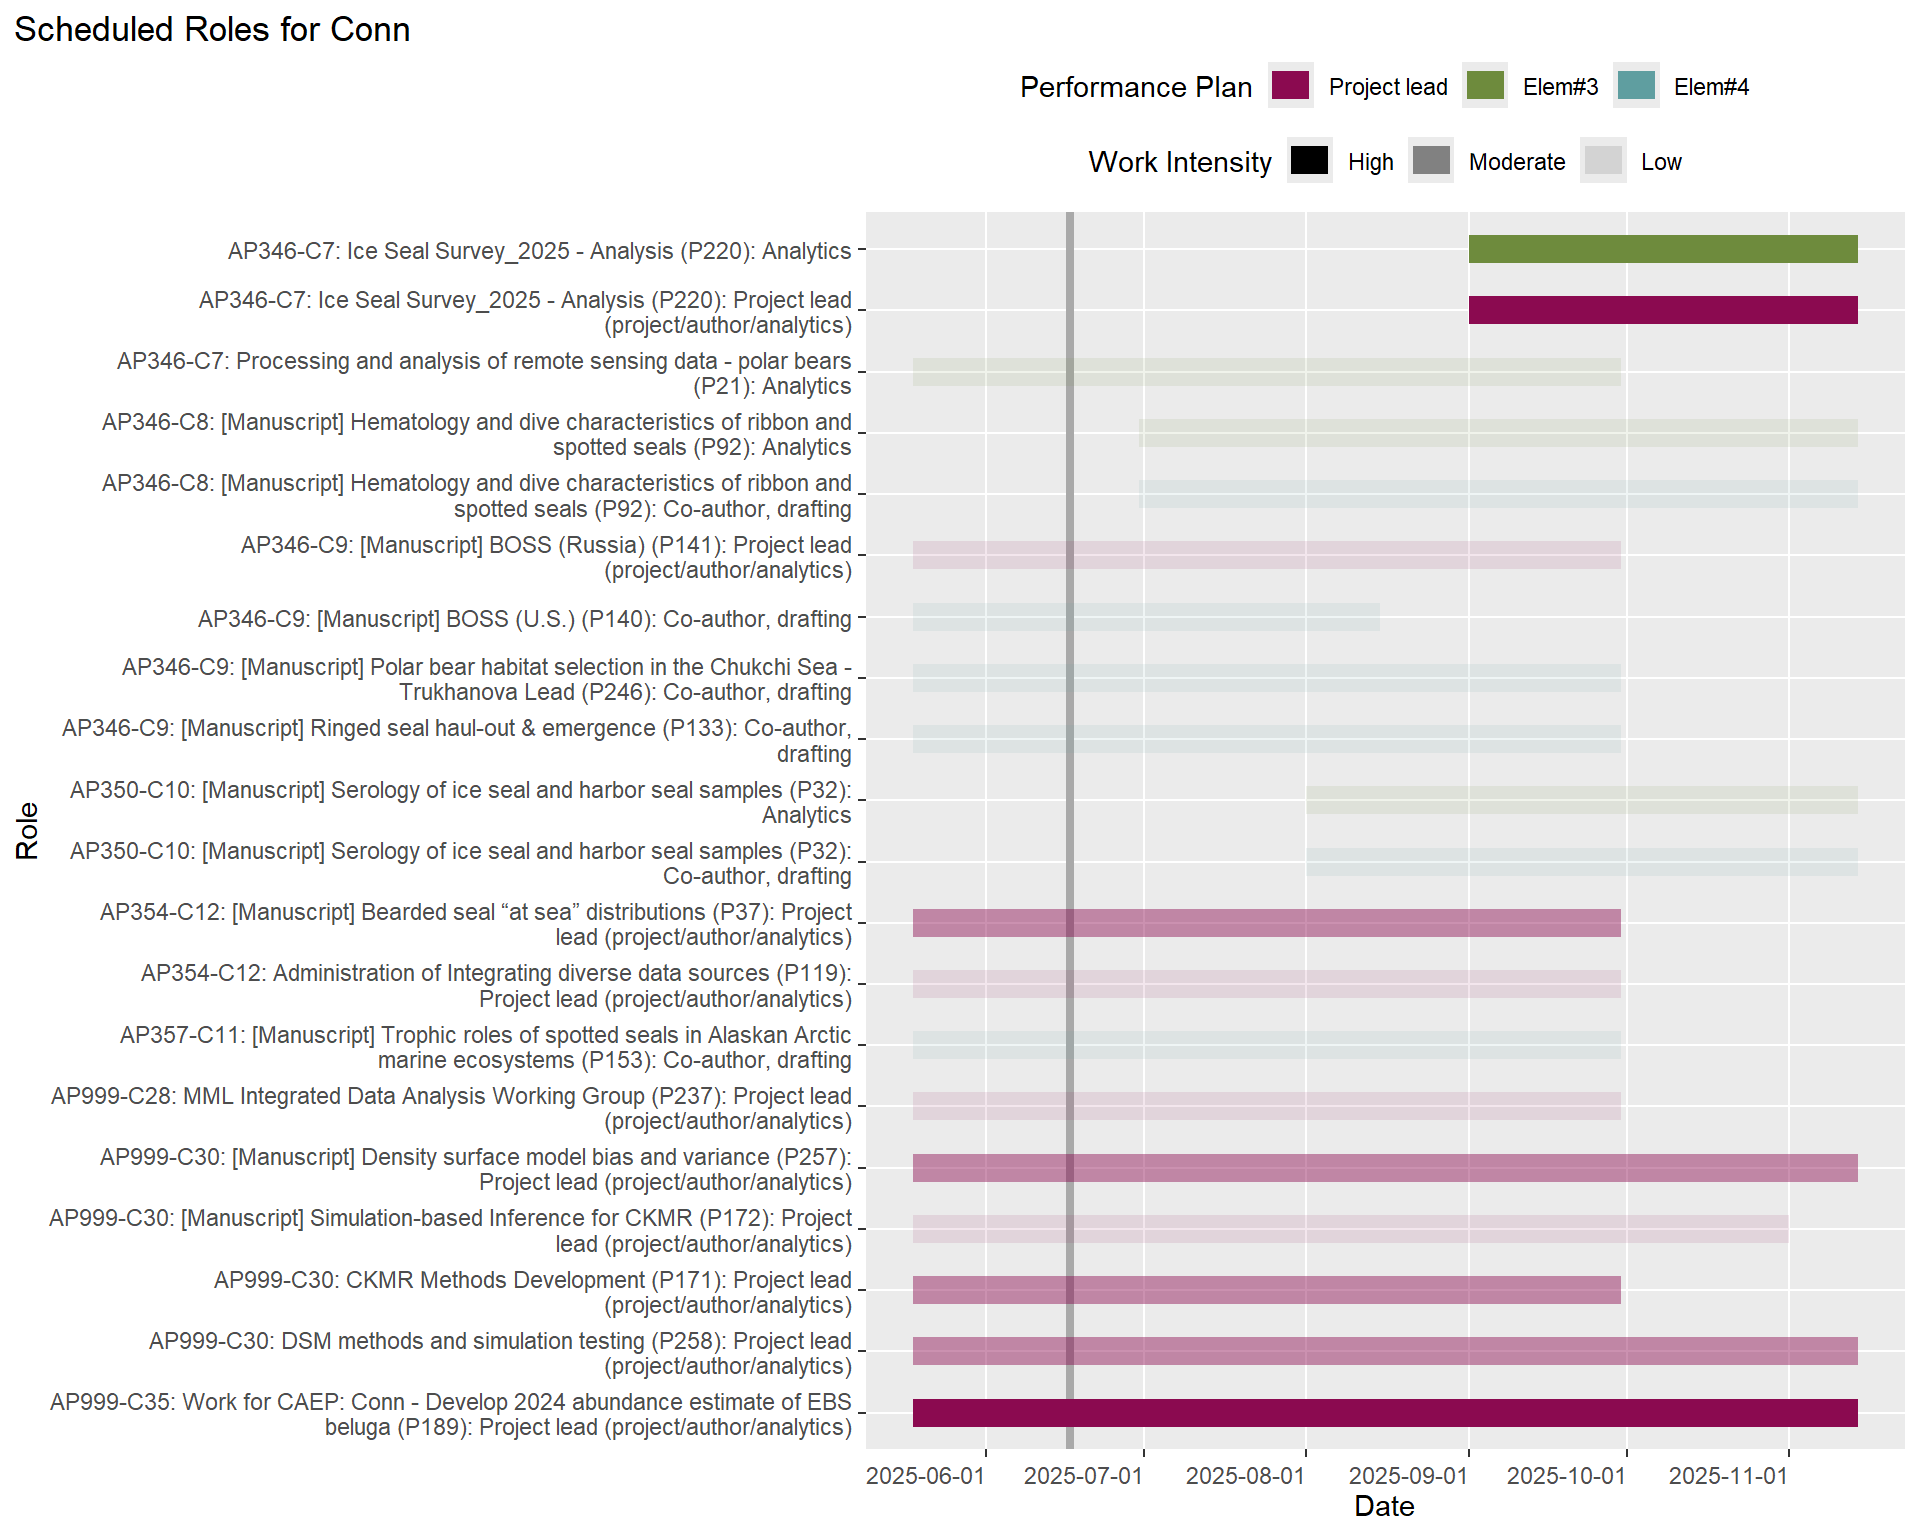 Scheduled Roles for Conn
Performance Plan Project lead Elem#3 Elem#4
Work Intensity High Moderate Low
AP346-C7: Ice Seal Survey_2025 - Analysis (P220): Analytics
AP346-C7: Ice Seal Survey_2025 - Analysis (P220): Project lead
(project/author/analytics)
AP346-C7: Processing and analysis of remote sensing data - polar bears
(P21): Analytics
AP346-C8: [Manuscript] Hematology and dive characteristics of ribbon and
spotted seals (P92): Analytics
AP346-C8: [Manuscript] Hematology and dive characteristics of ribbon and
spotted seals (P92): Co-author, drafting
AP346-C9: [Manuscript] BOSS (Russia) (P141): Project lead
(project/author/analytics)
AP346-C9: [Manuscript] BOSS (U.S.) (P140): Co-author, drafting
AP346-C9: [Manuscript] Polar bear habitat selection in the Chukchi Sea -
Trukhanova Lead (P246): Co-author, drafting
AP346-C9: [Manuscript] Ringed seal haul-out & emergence (P133): Co-author,
drafting
AP350-C10: [Manuscript] Serology of ice seal and harbor seal samples (P32):
Analytics
AP350-C10: [Manuscript] Serology of ice seal and harbor seal samples (P32):
Co-author, drafting
AP354-C12: [Manuscript] Bearded seal “at sea” distributions (P37): Project
lead (project/author/analytics)
AP354-C12: Administration of Integrating diverse data sources (P119):
Project lead (project/author/analytics)
AP357-C11: [Manuscript] Trophic roles of spotted seals in Alaskan Arctic
marine ecosystems (P153): Co-author, drafting
AP999-C28: MML Integrated Data Analysis Working Group (P237): Project lead
(project/author/analytics)
AP999-C30: [Manuscript] Density surface model bias and variance (P257):
Project lead (project/author/analytics)
AP999-C30: [Manuscript] Simulation-based Inference for CKMR (P172): Project
lead (project/author/analytics)
AP999-C30: CKMR Methods Development (P171): Project lead
(project/author/analytics)
AP999-C30: DSM methods and simulation testing (P258): Project lead
(project/author/analytics)
AP999-C35: Work for CAEP: Conn - Develop 2024 abundance estimate of EBS
beluga (P189): Project lead (project/author/analytics)
Role
2025-06-01 2025-07-01 2025-08-01 2025-09-01 2025-10-01 2025-11-01
Date